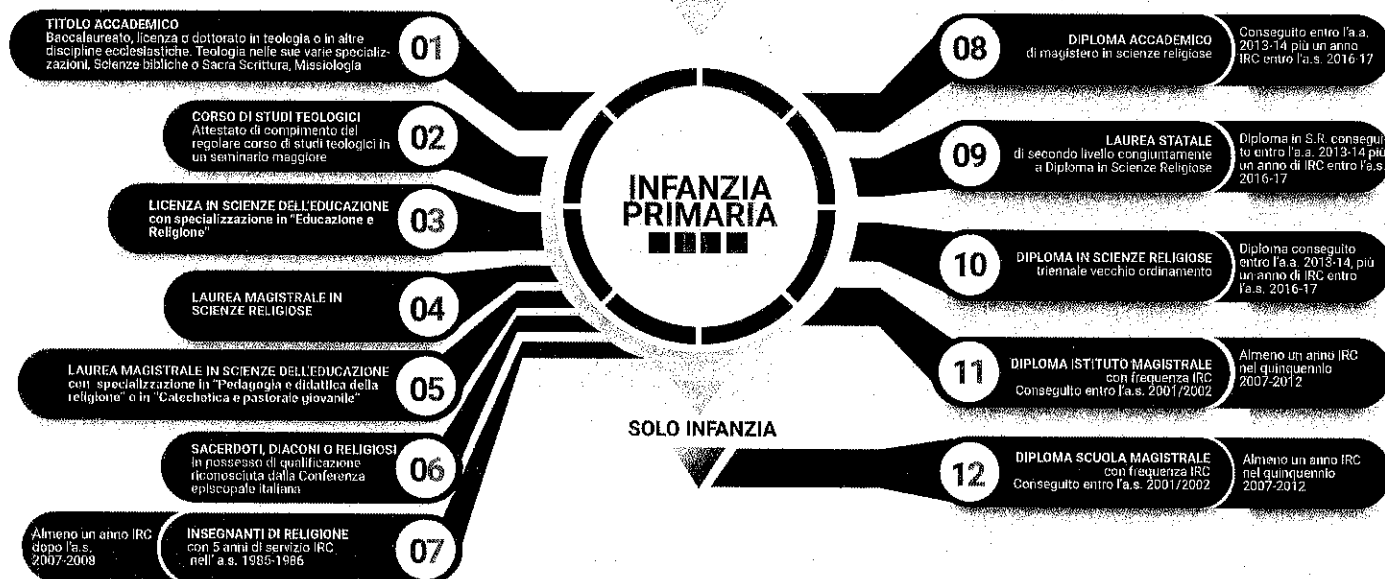 TITOLO ACCADEMICO
Baccalaureato, licenza o dottorato in teologia o in altre
discipline ecclesiastiche. Teologia nelle sue varie specializ-
zazioni, Scienze bibliche o Sacra Scrittura, Missiologia
01
CORSO DI STUDI TEOLOGICI
Attestato di compimento del
regolare corso di studi teologici in
un seminario maggiore
02
LICENZA IN SCIENZE DELL'EDUCAZIONE
con specializzazione in "Educazione e
Religione"
03
LAUREA MAGISTRALE IN
SCIENZE RELIGIOSE
04
LAUREA MAGISTRALE IN SCIENZE DELL'EDUCAZIONE
con specializzazione in "Pedagogia e didattica della
religione" o in "Catechetica e pastorale giovanile"
05
SACERDOTI, DIACONI O RELIGIOSI
in possesso di qualificazione
riconosciuta dalla Conferenza
episcopale italiana
06
Almeno un anno IRC
dopo l'a.s.
2007-2008
INSEGNANTI DI RELIGIONE
con 5 anni di servizio IRC
nell' a.s. 1985-1986
07
INFANZIA
PRIMARIA
SOLO INFANZIA
08
DIPLOMA ACCADEMICO
di magistero in scienze religiose
Conseguito entro l'a.a.
2013-14 più un anno
IRC entro l'a.s. 2016-17
09
LAUREA STATALE
di secondo livello congiuntamente
a Diploma in Scienze Religiose
Diploma in S.R. consegui-
to entro l'a.a. 2013-14 più
un anno di IRC entro l'a.s.
2016-17
10
DIPLOMA IN SCIENZE RELIGIOSE
triennale vecchio ordinamento
Diploma conseguito
entro l'a.a. 2013-14, più
un anno di IRC entro
l'a.s. 2016-17
11
DIPLOMA ISTITUTO MAGISTRALE
con frequenza IRC
Conseguito entro l'a.s. 2001/2002
Almeno un anno IRC
nel quinquennio
2007-2012
12
DIPLOMA SCUOLA MAGISTRALE
con frequenza IRC
Conseguito entro l'a.s. 2001/2002
Almeno un anno IRC
nel quinquennio
2007-2012